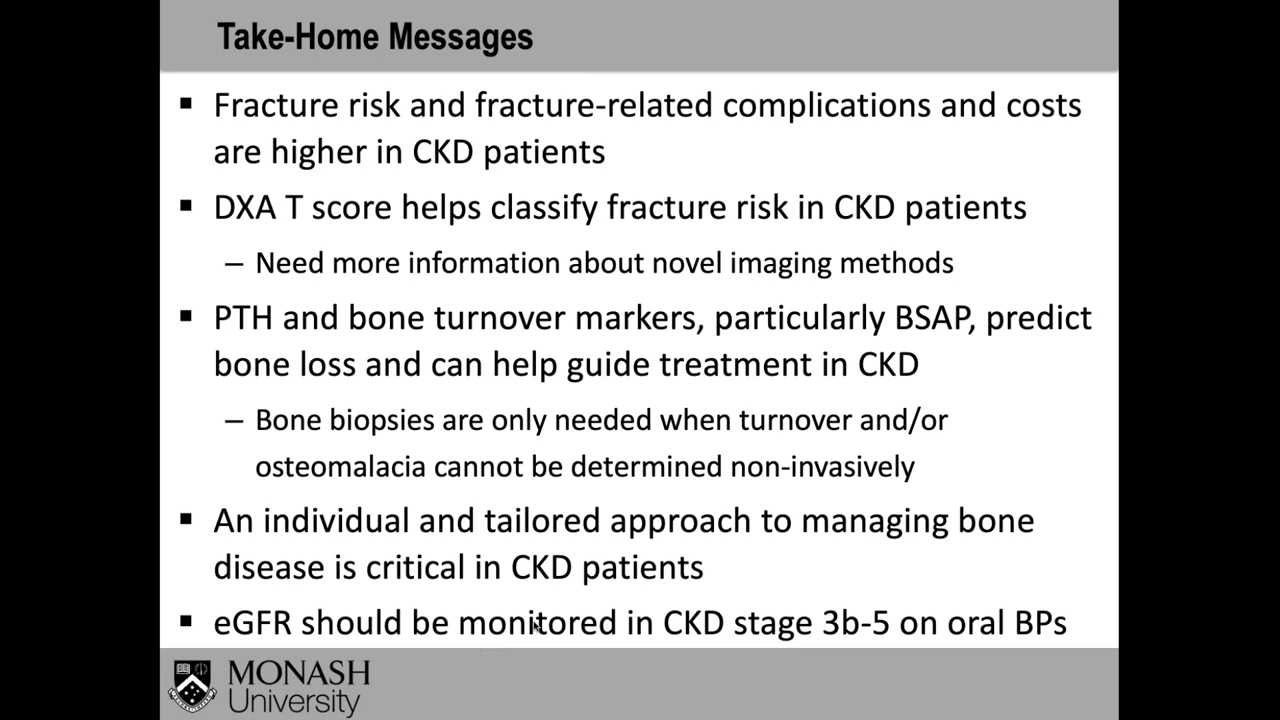 Take-Home Messages
▪ Fracture risk and fracture-related complications and costs
are higher in CKD patients
▪ DXA T score helps classify fracture risk in CKD patients
– Need more information about novel imaging methods
▪ PTH and bone turnover markers, particularly BSAP, predict
bone loss and can help guide treatment in CKD
– Bone biopsies are only needed when turnover and/or
osteomalacia cannot be determined non-invasively
▪ An individual and tailored approach to managing bone
disease is critical in CKD patients
▪ eGFR should be monitored in CKD stage 3b-5 on oral BPs
MONASH
University